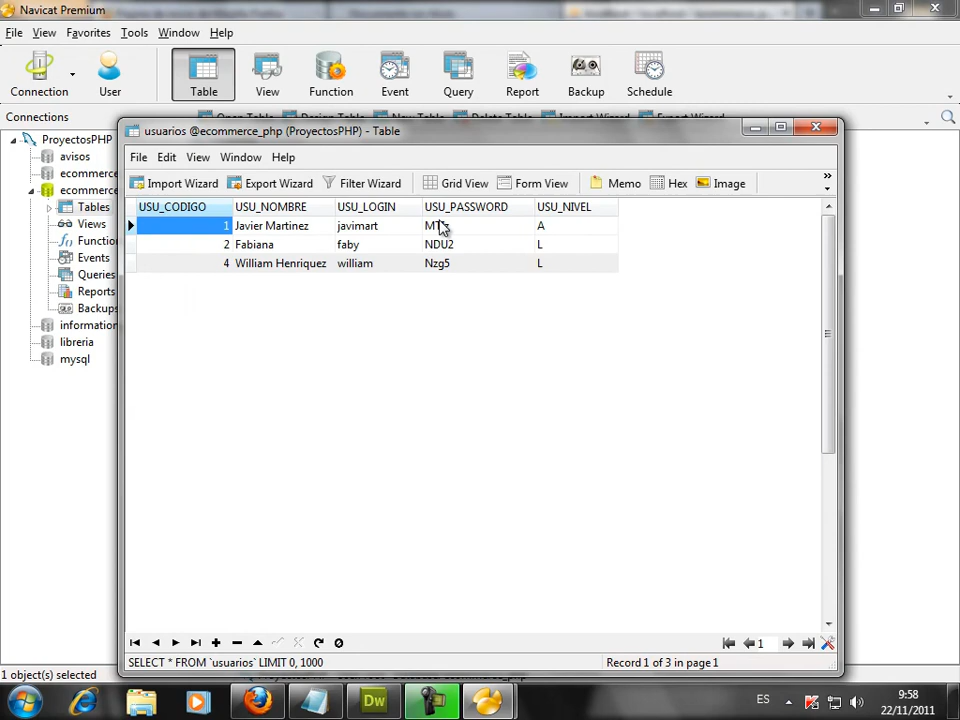 Navicat Premium
File View Favorites Tools Window Help
Connection User Table View Function Event Query Report Backup Schedule
Connections
ProyectosPHP
avisos
ecommerce
ecommerce
Tables
Views
Functio
Events
Queries
Reports
Backups
information
libreria
mysql
usuarios @ecommerce_php (ProyectosPHP) - Table
File Edit View Window Help
Import Wizard Export Wizard Filter Wizard Grid View Form View Memo Hex Image
USU_CODIGO USU_NOMBRE USU_LOGIN USU_PASSWORD USU_NIVEL
1 Javier Martinez javimart A
2 Fabiana faby NDU2 L
4 William Henriquez william Nzg5 L
1
SELECT * FROM `usuarios` LIMIT 0, 1000 Record 1 of 3 in page 1
1 object(s) selected
Dw
ES
9:58
22/11/2011